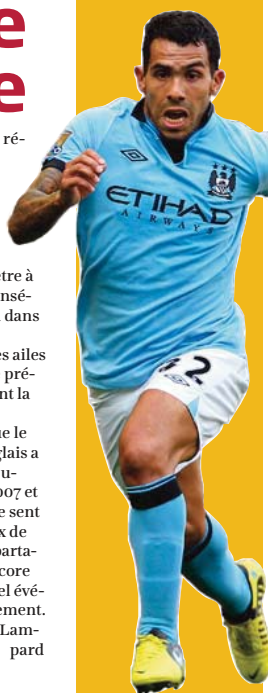 e
e
ré-
être à
nsé-
dans
es ailes
pré-
nt la
ue le
glais a
u-
007 et
e sent
x de
parta-
core
el évé-
ement.
Lam-
pard
ETIHAD
AIRWAYS